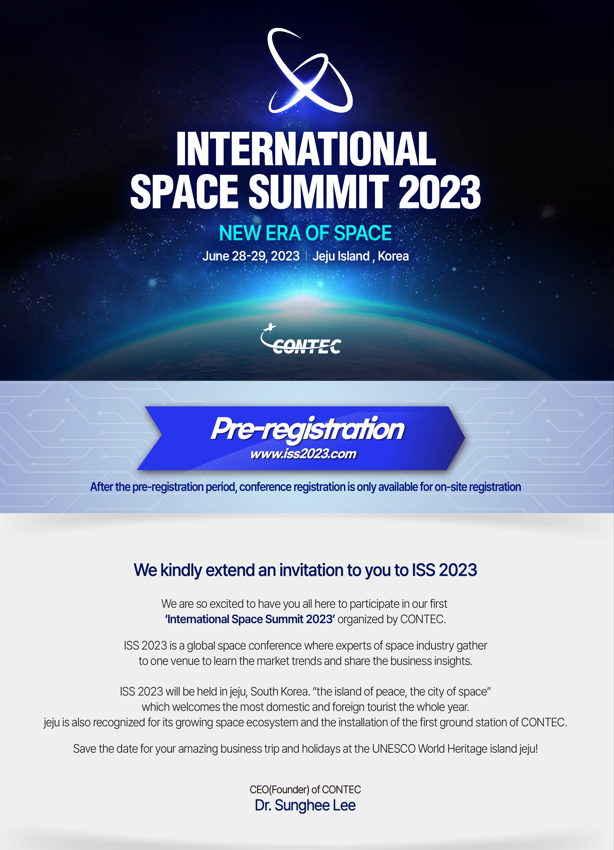 INTERNATIONAL
SPACE SUMMIT 2023
NEW ERA OF SPACE
June 28-29, 2023 | Jeju Island , Korea
CONTEC
Pre-registration
www.iss2023.com
After the pre-registration period, conference registration is only available for on-site registration
We kindly extend an invitation to you to ISS 2023
We are so excited to have you all here to participate in our first
‘International Space Summit 2023’ organized by CONTEC.
ISS 2023 is a global space conference where experts of space industry gather
to one venue to learn the market trends and share the business insights.
ISS 2023 will be held in jeju, South Korea. “the island of peace, the city of space”
which welcomes the most domestic and foreign tourist the whole year.
jeju is also recognized for its growing space ecosystem and the installation of the first ground station of CONTEC.
Save the date for your amazing business trip and holidays at the UNESCO World Heritage island jeju!
CEO(Founder) of CONTEC
Dr. Sunghee Lee